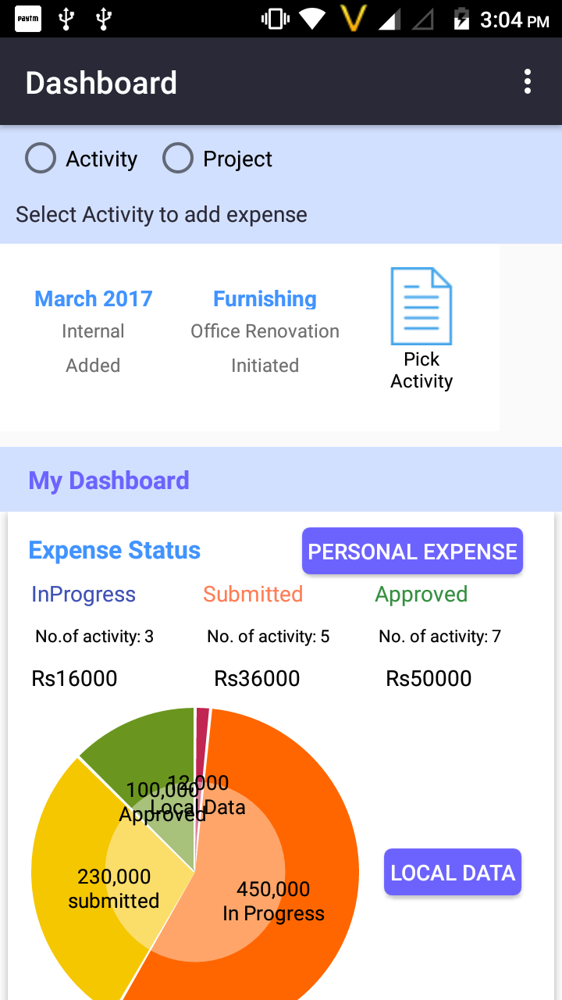 paytm
3:04 PM
Dashboard
Activity
Project
Select Activity to add expense
March 2017
Furnishing
Internal
Office Renovation
Added
Initiated
Pick
Activity
My Dashboard
Expense Status
PERSONAL EXPENSE
InProgress
Submitted
Approved
No.of activity: 3
No. of activity: 5
No. of activity: 7
Rs16000
Rs36000
Rs50000
12,000
Local Data
100,000
Approved
230,000
submitted
450,000
In Progress
LOCAL DATA